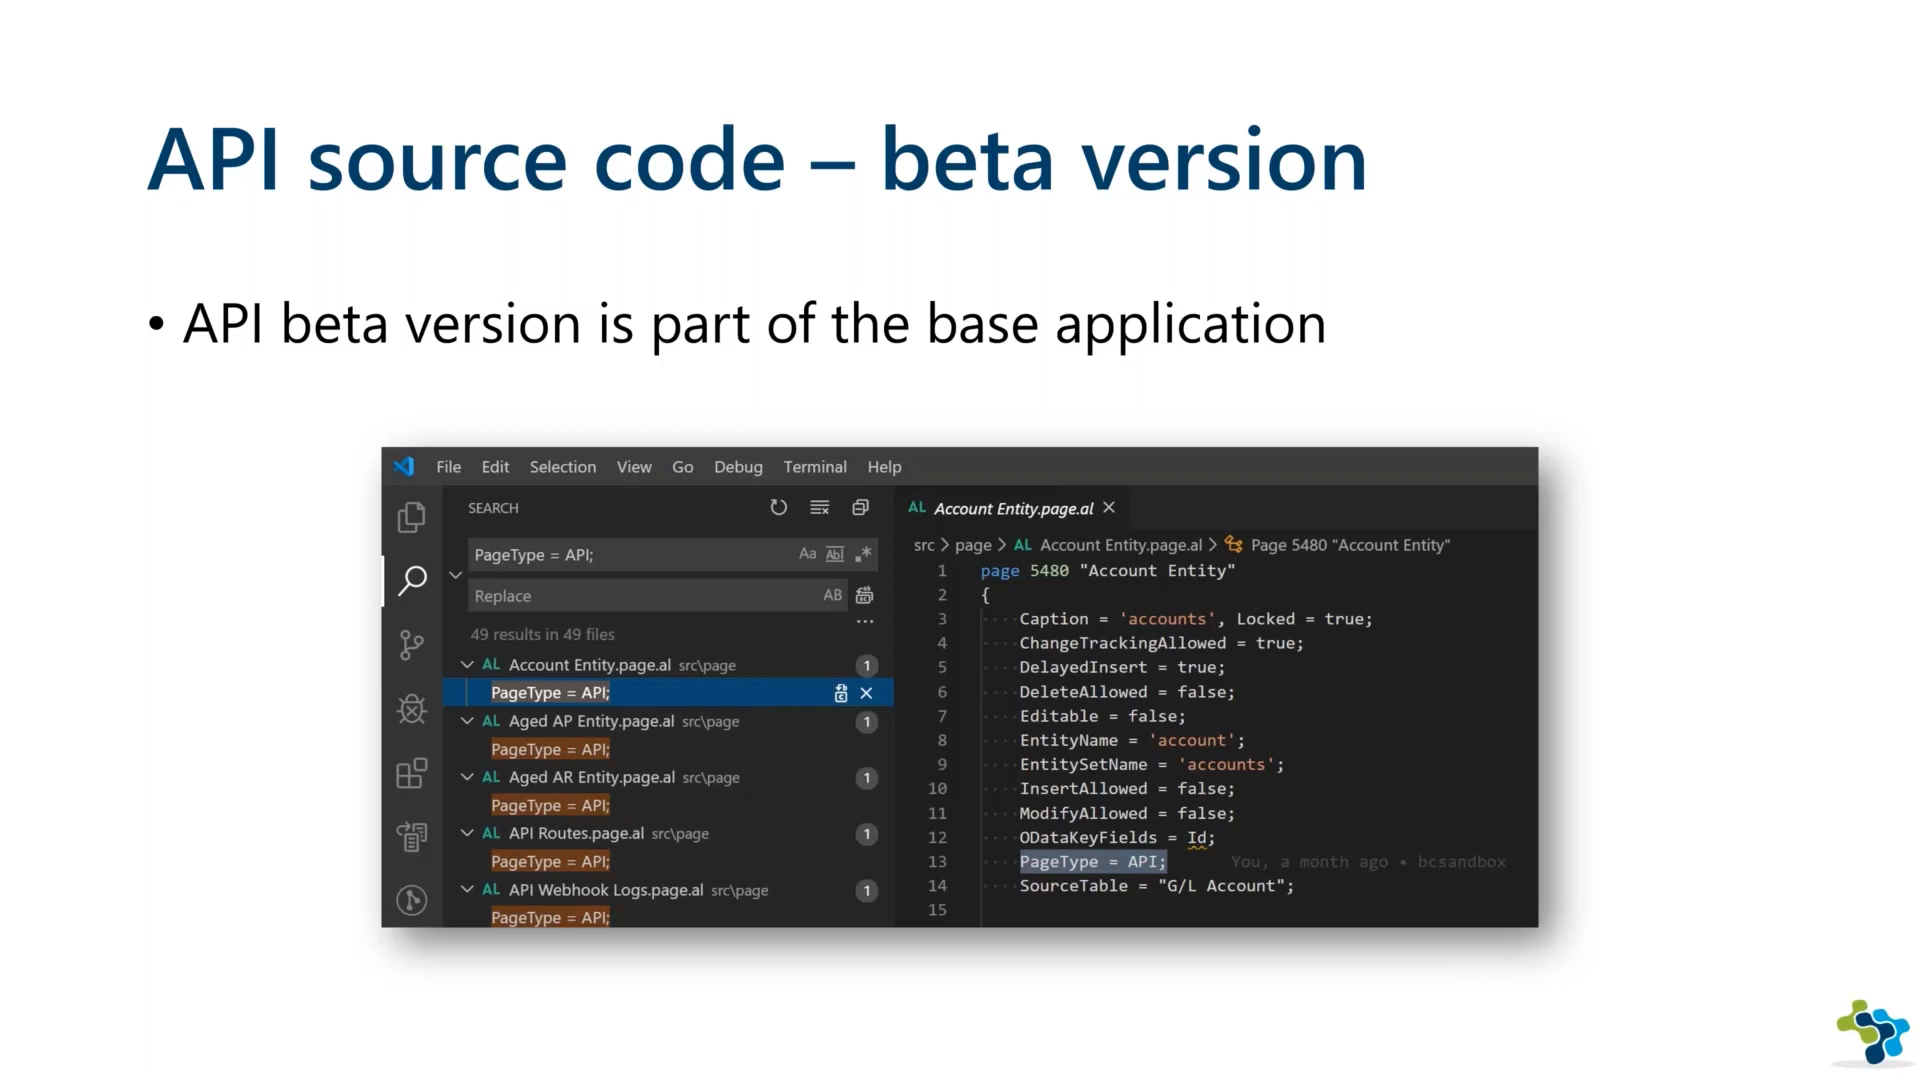 API source code – beta version
• API beta version is part of the base application
File Edit Selection View Go Debug Terminal Help
SEARCH
PageType = API; Aa Abl .*
Replace AB
49 results in 49 files
AL Account Entity.page.al src\page 1
PageType = API;
AL Aged AP Entity.page.al src\page 1
PageType = API;
AL Aged AR Entity.page.al src\page 1
PageType = API;
AL API Routes.page.al src\page 1
PageType = API;
AL API Webhook Logs.page.al src\page 1
PageType = API;
AL Account Entity.page.al
src > page > AL Account Entity.page.al > Page 5480 "Account Entity"
1 page 5480 "Account Entity"
2 {
3 ····Caption = 'accounts', Locked = true;
4 ····ChangeTrackingAllowed = true;
5 ····DelayedInsert = true;
6 ····DeleteAllowed = false;
7 ····Editable = false;
8 ····EntityName = 'account';
9 ····EntitySetName = 'accounts';
10 ····InsertAllowed = false;
11 ····ModifyAllowed = false;
12 ····ODataKeyFields = Id;
13 ····PageType = API; You, a month ago • bcsandbox
14 ····SourceTable = "G/L Account";
15